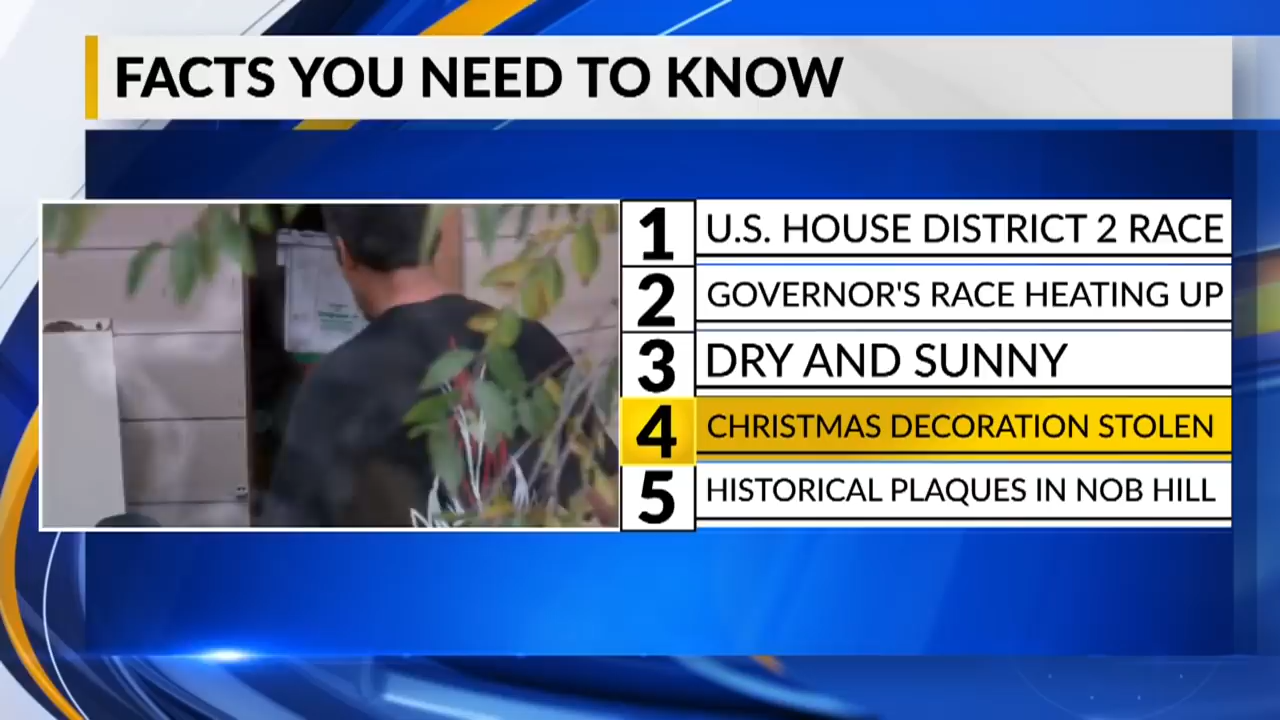 FACTS YOU NEED TO KNOW
1 U.S. HOUSE DISTRICT 2 RACE
2 GOVERNOR'S RACE HEATING UP
3 DRY AND SUNNY
4 CHRISTMAS DECORATION STOLEN
5 HISTORICAL PLAQUES IN NOB HILL